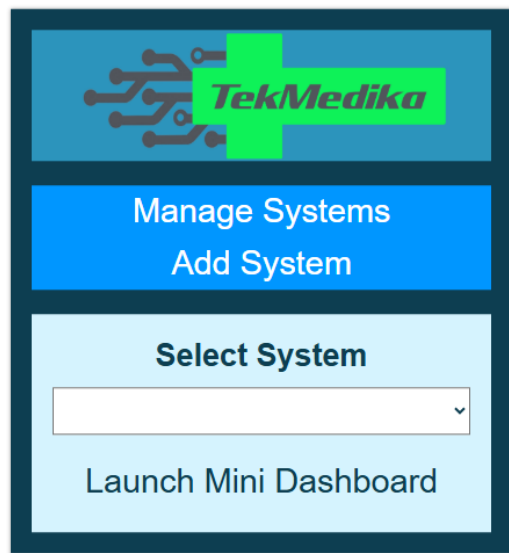 TekMedika
Manage Systems
Add System
Select System
Launch Mini Dashboard